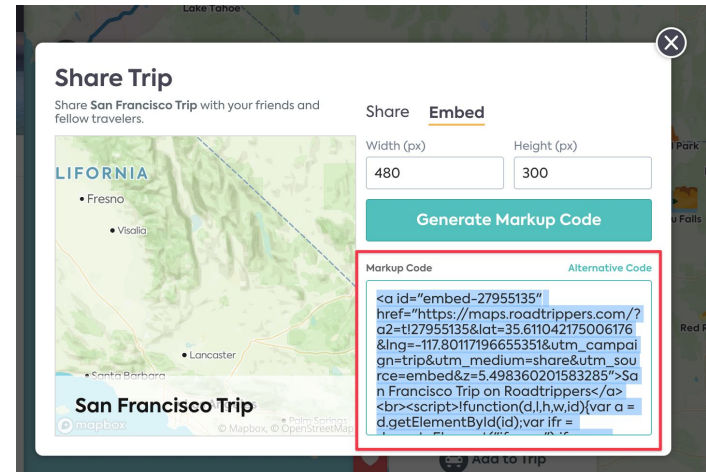 Lake Tahoe
Share Trip
Share San Francisco Trip with your friends and
fellow travelers.
LIFORNIA
Fresno
Visalia
Lancaster
Santa Barbara
Palm Springs
San Francisco Trip
mapbox
© Mapbox, © OpenStreetMap
Share Embed
Width (px) Height (px)
480 300
Generate Markup Code
Markup Code Alternative Code
<a id="embed-27955135"
href="https://maps.roadtrippers.com/?
a2=t!27955135&lat=35.611042175006176
&lng=-117.80117196655351&utm_campai
gn=trip&utm_medium=share&utm_sou
rce=embed&z=5.498360201583285">Sa
n Francisco Trip on Roadtrippers</a>
<br><script>!function(d,l,h,w,id){var a =
d.getElementById(id);var ifr =
Park
u Falls
Red R
Add to Trip